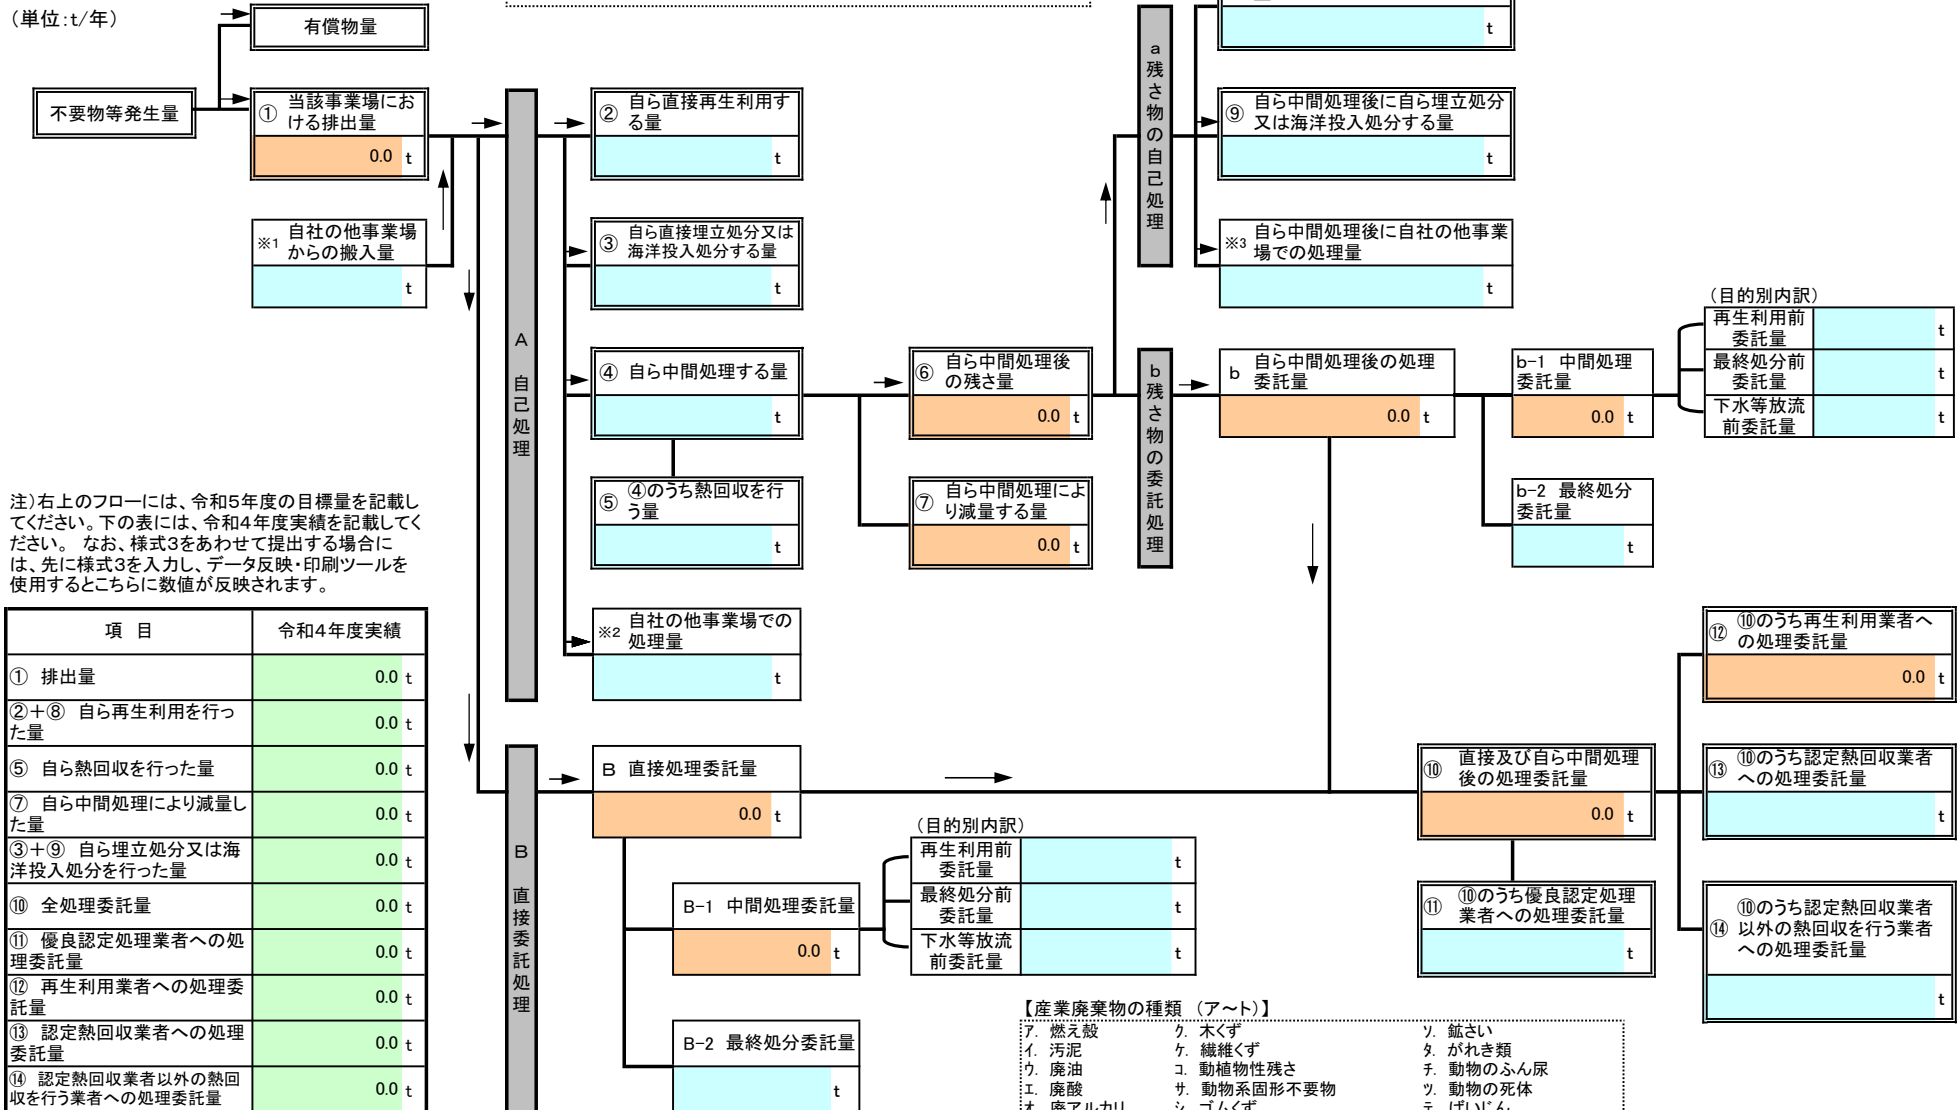 (単位:t/年)
有償物量
不要物等発生量
①
当該事業場にお
ける排出量
0.0 t
※1
自社の他事業場
からの搬入量
t
A 自己処理
②
自ら直接再生利用す
る量
t
③
自ら直接埋立処分又は
海洋投入処分する量
t
④ 自ら中間処理する量
t
⑤
④のうち熱回収を行
う量
t
※2
自社の他事業場での
処理量
t
⑥
自ら中間処理後
の残さ量
0.0 t
⑦
自ら中間処理によ
り減量する量
0.0 t
a残さ物の自己処理
t
⑨
自ら中間処理後に自ら埋立処分
又は海洋投入処分する量
t
※3
自ら中間処理後に自社の他事業
場での処理量
t
b残さ物の委託処理
b
自ら中間処理後の処理
委託量
0.0 t
b-1 中間処理
委託量
0.0 t
b-2 最終処分
委託量
t
(目的別内訳)
再生利用前
委託量
t
最終処分前
委託量
t
下水等放流
前委託量
t
注)右上のフローには、令和5年度の目標量を記載し
てください。下の表には、令和4年度実績を記載してく
ださい。 なお、様式3をあわせて提出する場合に
は、先に様式3を入力し、データ反映・印刷ツールを
使用するとこちらに数値が反映されます。
項 目 令和4年度実績
① 排出量 0.0 t
②+⑧ 自ら再生利用を行っ
た量
0.0 t
⑤ 自ら熱回収を行った量 0.0 t
⑦ 自ら中間処理により減量し
た量
0.0 t
③+⑨ 自ら埋立処分又は海
洋投入処分を行った量
0.0 t
⑩ 全処理委託量 0.0 t
⑪ 優良認定処理業者への処
理委託量
0.0 t
⑫ 再生利用業者への処理委
託量
0.0 t
⑬ 認定熱回収業者への処理
委託量
0.0 t
⑭ 認定熱回収業者以外の熱回
収を行う業者への処理委託量
0.0 t
B 直接委託処理
B 直接処理委託量
0.0 t
B-1 中間処理委託量
0.0 t
B-2 最終処分委託量
t
(目的別内訳)
再生利用前
委託量
t
最終処分前
委託量
t
下水等放流
前委託量
t
⑩
直接及び自ら中間処理
後の処理委託量
0.0 t
⑪
⑩のうち優良認定処理
業者への処理委託量
t
⑫
⑩のうち再生利用業者へ
の処理委託量
0.0 t
⑬
⑩のうち認定熱回収業者
への処理委託量
t
⑭
⑩のうち認定熱回収業者
以外の熱回収を行う業者
への処理委託量
t
【産業廃棄物の種類 (ア~ト)】
ア. 燃え殻 ク. 木くず ソ. 鉱さい
イ. 汚泥 ケ. 繊維くず タ. がれき類
ウ. 廃油 コ. 動植物性残さ チ. 動物のふん尿
エ. 廃酸 サ. 動物系固形不要物 ツ. 動物の死体
オ. 廃アルカリ シ. ゴムくず テ. ばいじん